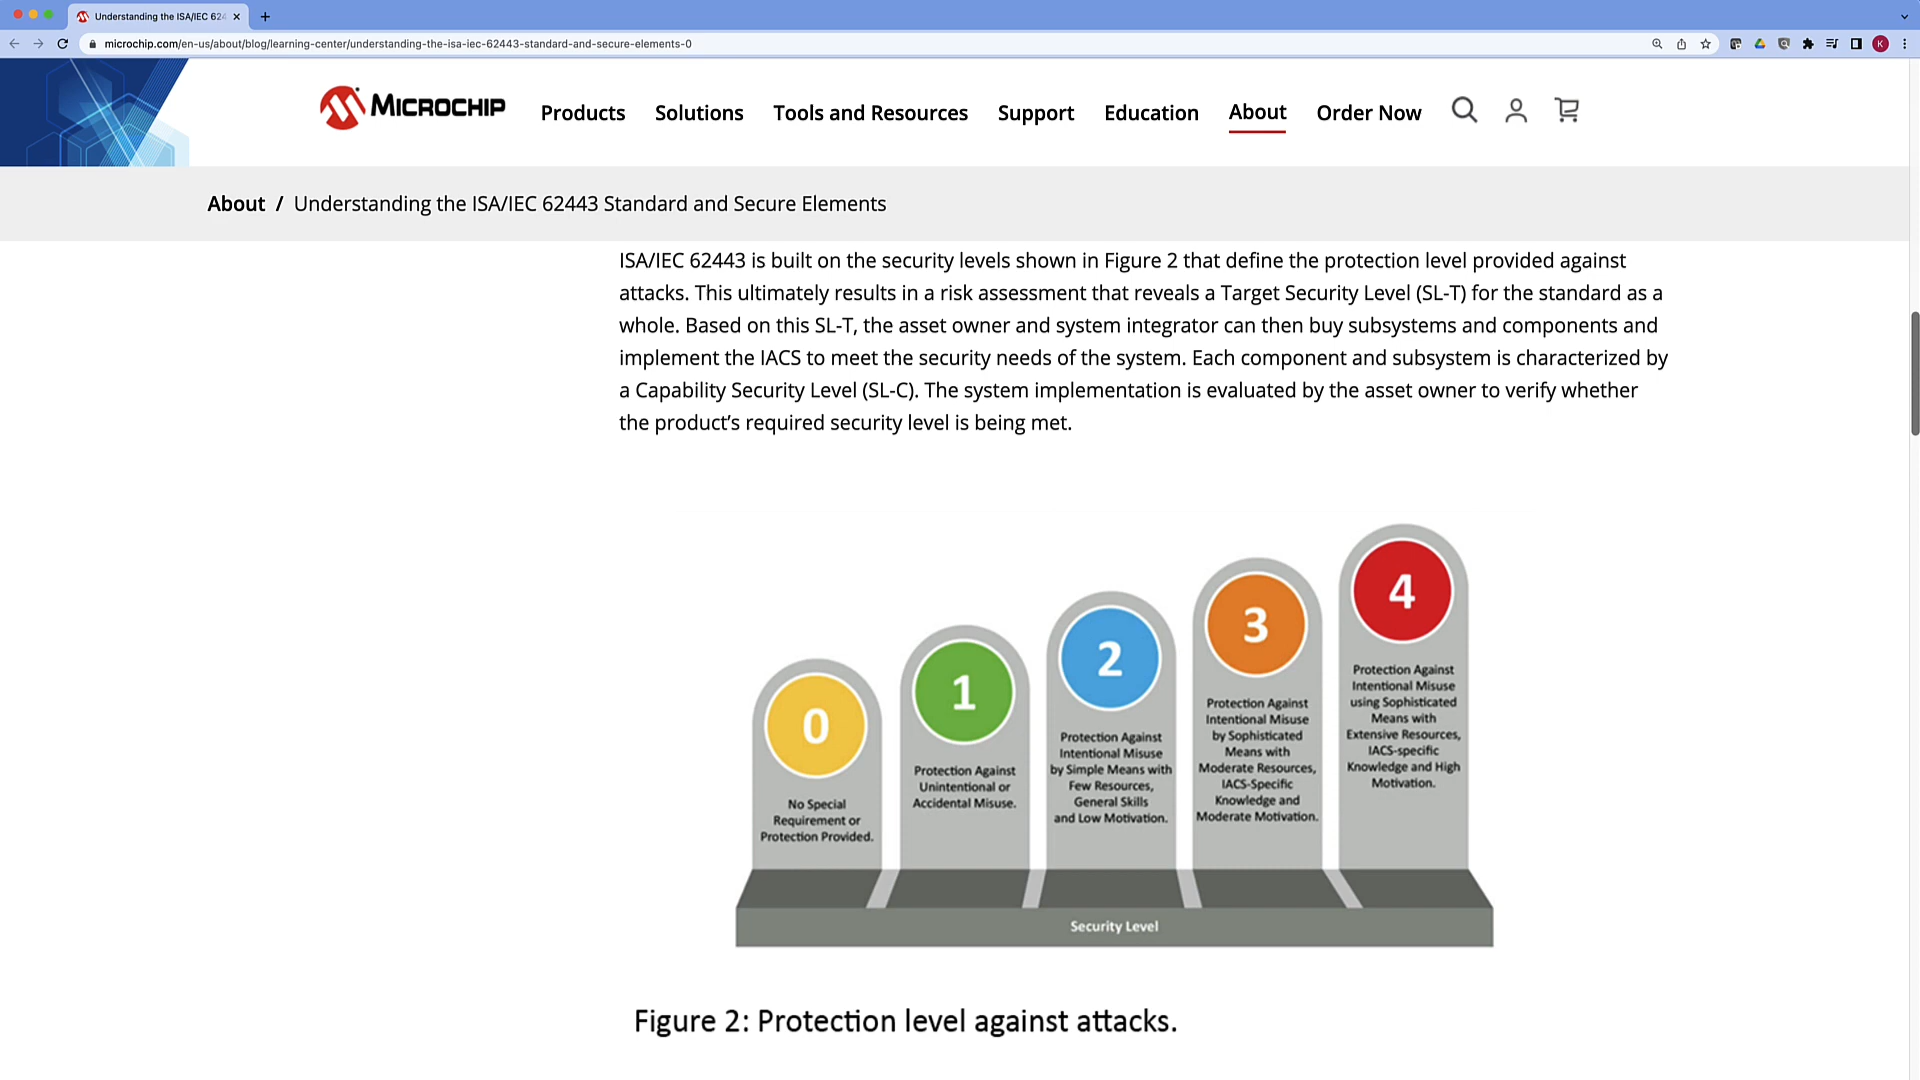 Understanding the ISA/IEC 624
microchip.com/en-us/about/blog/learning-center/understanding-the-isa-iec-62443-standard-and-secure-elements-0
K
MICROCHIP
Products
Solutions
Tools and Resources
Support
Education
About
Order Now
About / Understanding the ISA/IEC 62443 Standard and Secure Elements
ISA/IEC 62443 is built on the security levels shown in Figure 2 that define the protection level provided against
attacks. This ultimately results in a risk assessment that reveals a Target Security Level (SL-T) for the standard as a
whole. Based on this SL-T, the asset owner and system integrator can then buy subsystems and components and
implement the IACS to meet the security needs of the system. Each component and subsystem is characterized by
a Capability Security Level (SL-C). The system implementation is evaluated by the asset owner to verify whether
the product’s required security level is being met.
0
No Special
Requirement or
Protection Provided.
1
Protection Against
Unintentional or
Accidental Misuse.
2
Protection Against
Intentional Misuse
by Simple Means with
Few Resources,
General Skills
and Low Motivation.
3
Protection Against
Intentional Misuse
by Sophisticated
Means with
Moderate Resources,
IACS-Specific
Knowledge and
Moderate Motivation.
4
Protection Against
Intentional Misuse
using Sophisticated
Means with
Extensive Resources,
IACS-specific
Knowledge and High
Motivation.
Security Level
Figure 2: Protection level against attacks.